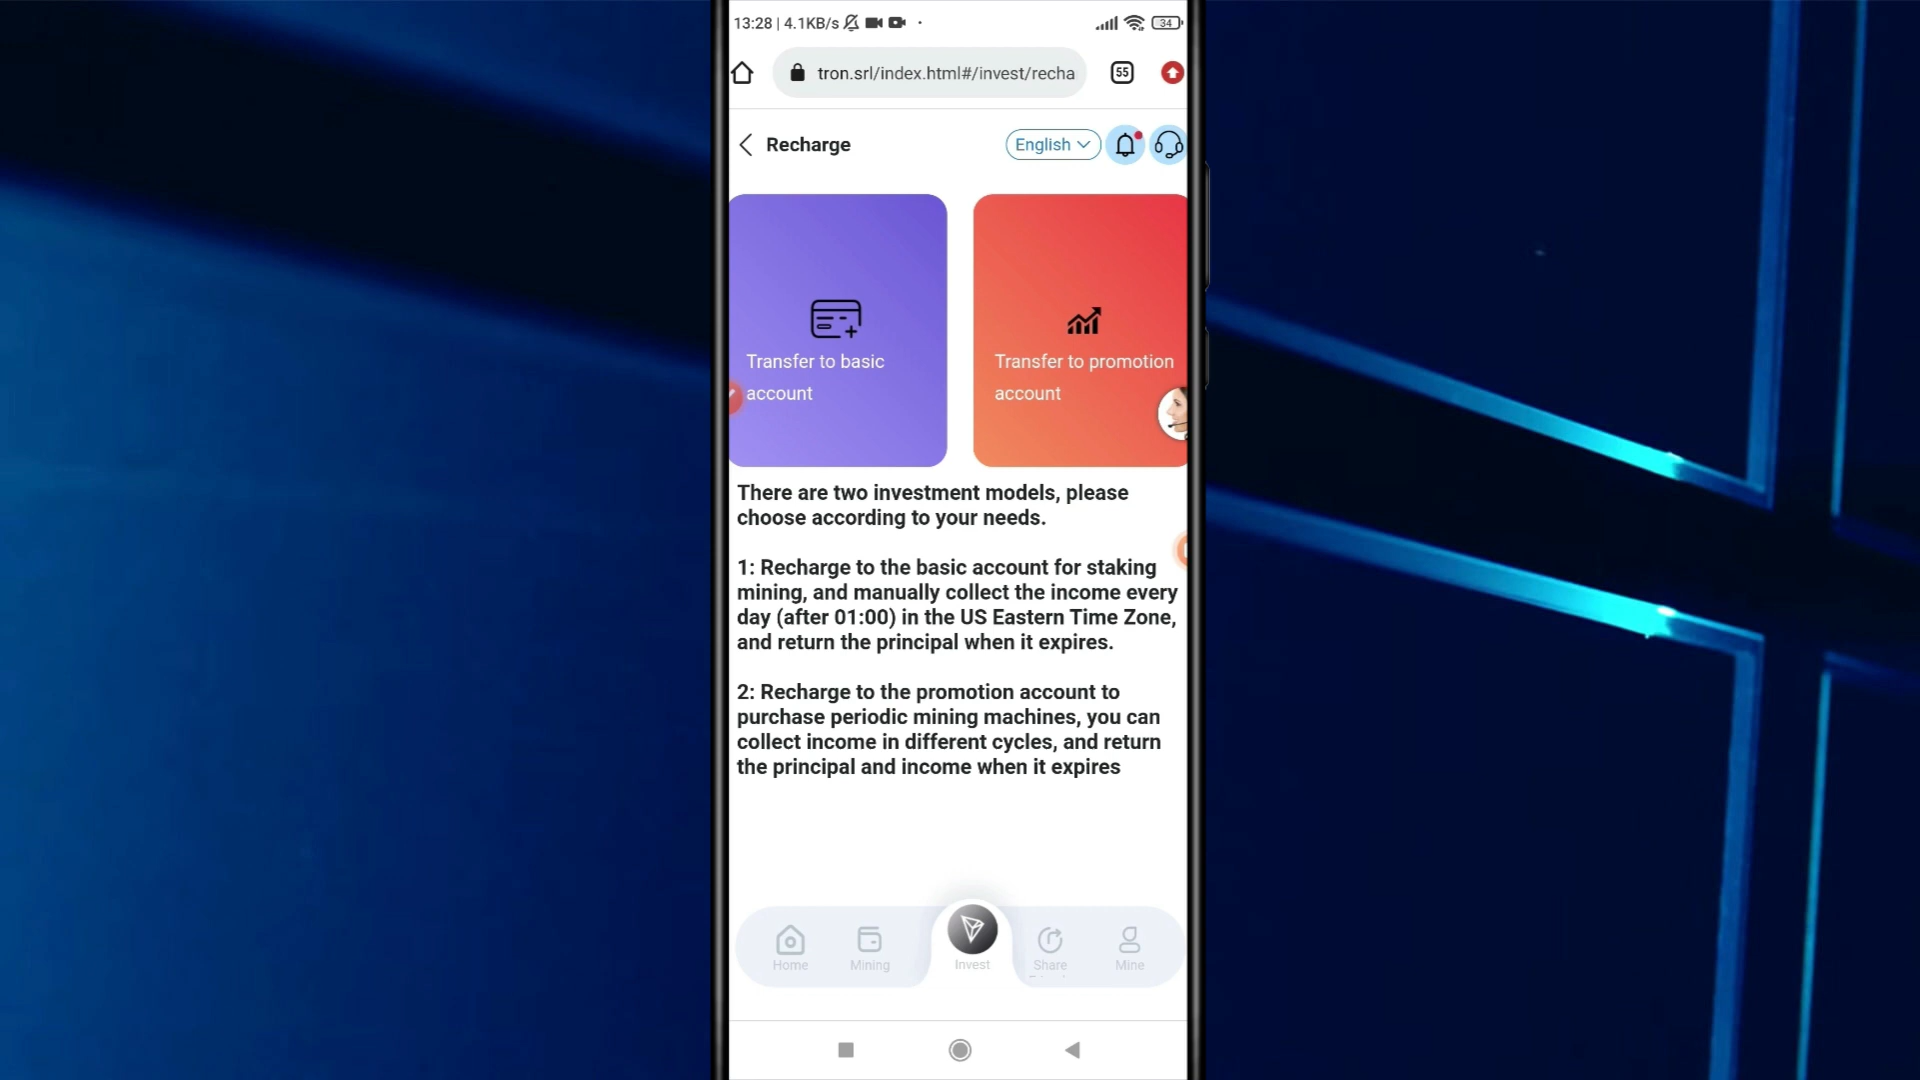 13:28 | 4.1KB/s
34
tron.srl/index.html#/invest/recha
55
Recharge
English
Transfer to basic
account
Transfer to promotion
account
There are two investment models, please
choose according to your needs.
1: Recharge to the basic account for staking
mining, and manually collect the income every
day (after 01:00) in the US Eastern Time Zone,
and return the principal when it expires.
2: Recharge to the promotion account to
purchase periodic mining machines, you can
collect income in different cycles, and return
the principal and income when it expires
Home
Mining
Invest
Share
Mine